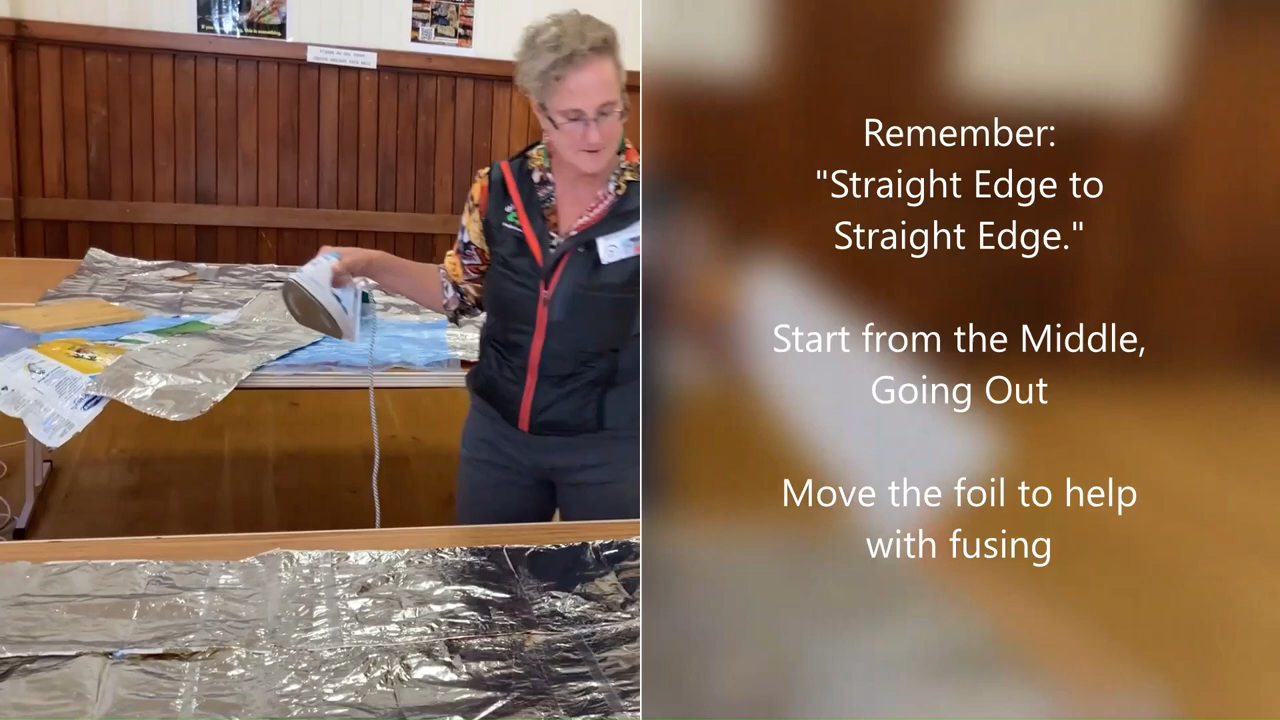 Remember:
"Straight Edge to
Straight Edge."
Start from the Middle,
Going Out
Move the foil to help
with fusing